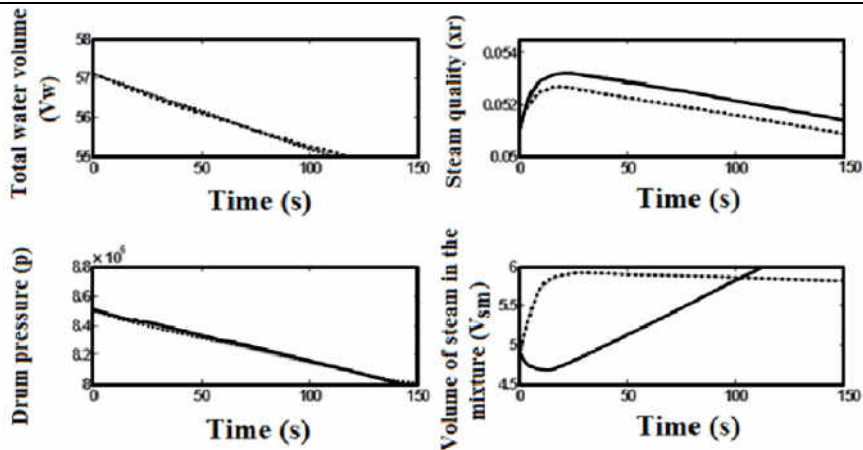 Total water volume
(Vw)
58
57
56
55
0
50
100
150
Time (s)
Steam quality (xr)
0.054
0.052
0.05
0
50
100
150
Time (s)
Drum pressure (p)
8.8 × 10
8.6
8.4
8.2
8
0
50
100
150
Time (s)
Volume of steam in the
mixture (Vsm)
6
5.5
5
4.5
0
50
100
150
Time (s)